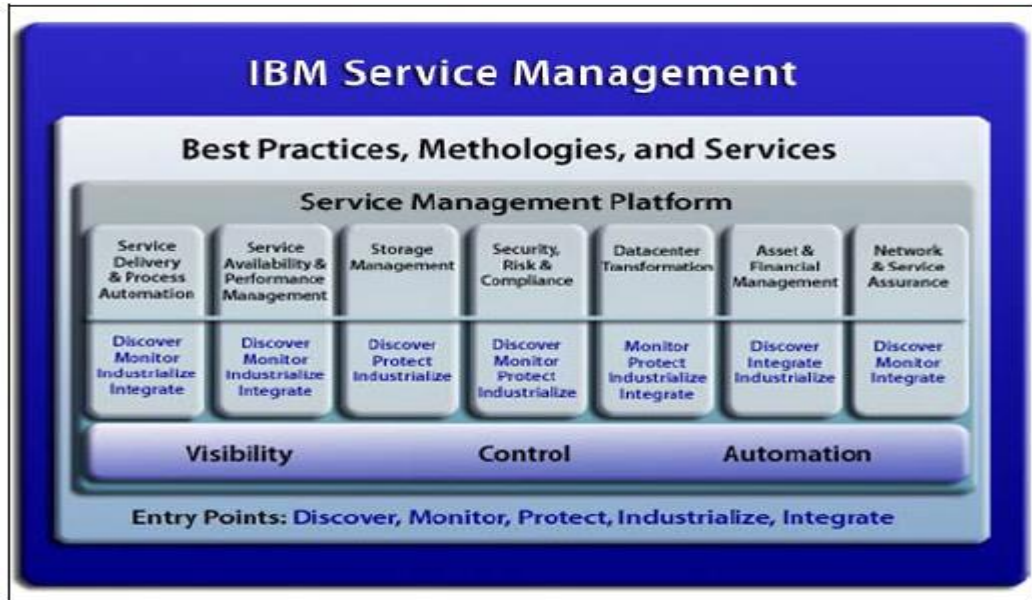 IBM Service Management
Best Practices, Methologies, and Services
Service Management Platform
Service
Delivery
& Process
Automation
Service
Availability &
Performance
Management
Storage
Management
Security,
Risk &
Compliance
Datacenter
Transformation
Asset &
Financial
Management
Network
& Service
Assurance
Discover
Monitor
Industrialize
Integrate
Discover
Monitor
Industrialize
Integrate
Discover
Protect
Industrialize
Discover
Monitor
Protect
Industrialize
Monitor
Protect
Industrialize
Integrate
Discover
Integrate
Industrialize
Discover
Monitor
Integrate
Visibility Control Automation
Entry Points: Discover, Monitor, Protect, Industrialize, Integrate